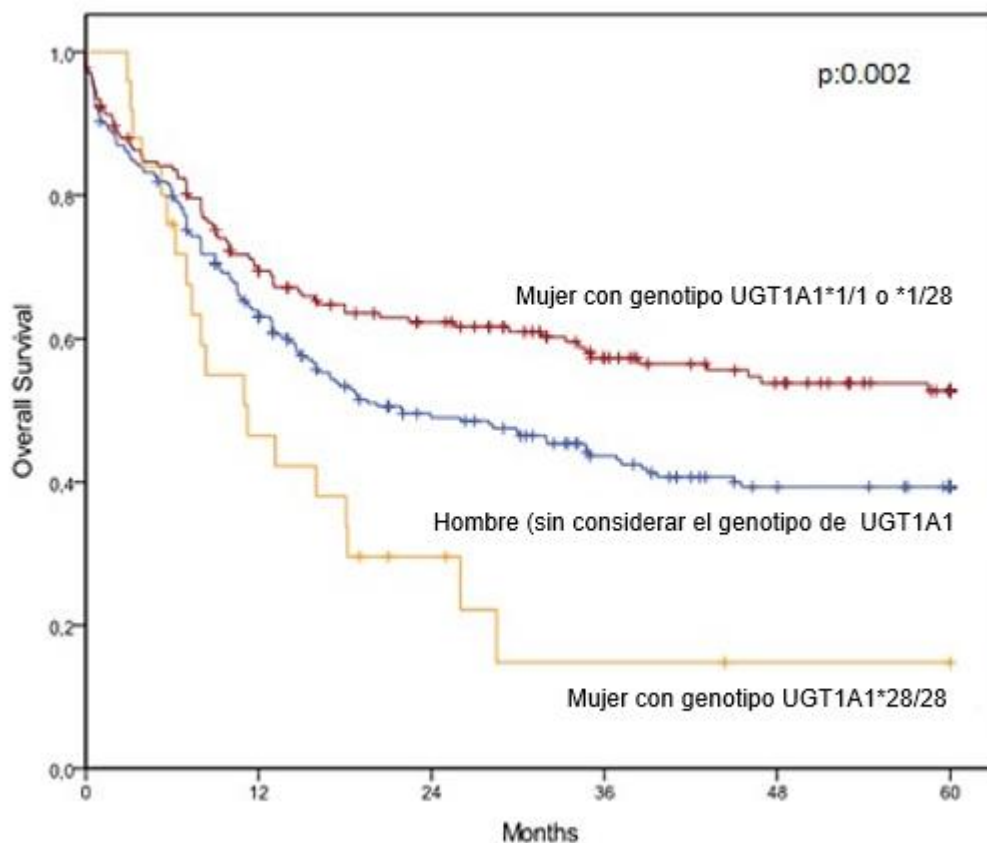 p:0.002
1,0
0,8
0,6
0,4
0,2
0,0
Overall Survival
Mujer con genotipo UGT1A1*1/1 o *1/28
Hombre (sin considerar el genotipo de UGT1A1
Mujer con genotipo UGT1A1*28/28
0 12 24 36 48 60
Months